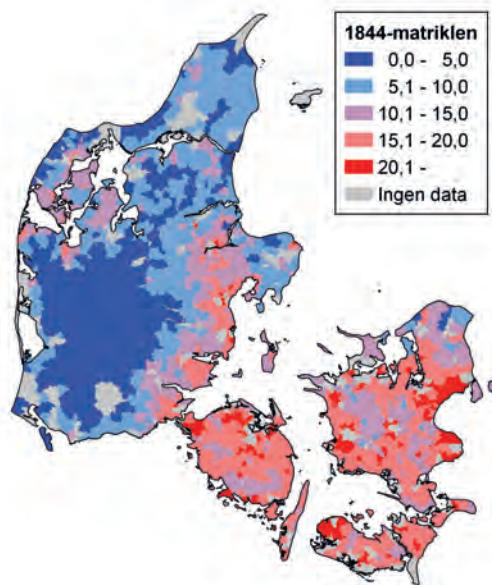 1844-matriklen
0,0 - 5,0
5,1 - 10,0
10,1 - 15,0
15,1 - 20,0
20,1 -
Ingen data